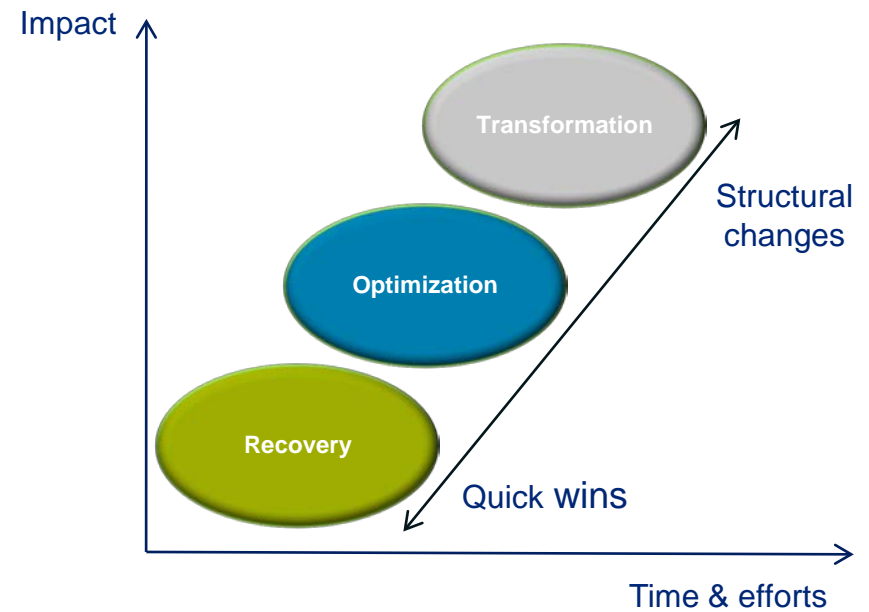 Impact
Transformation
Structural
changes
Optimization
Recovery
Quick wins
Time & efforts